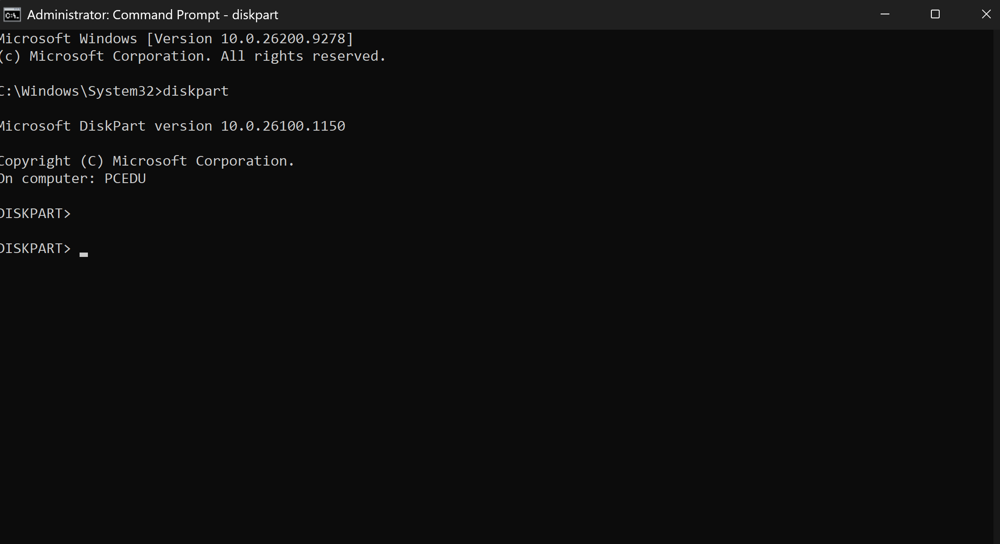 Administrator: Command Prompt - diskpart
Microsoft Windows [Version 10.0.26200.9278]
(c) Microsoft Corporation. All rights reserved.
C:\Windows\System32>diskpart
Microsoft DiskPart version 10.0.26100.1150
Copyright (C) Microsoft Corporation.
On computer: PCEDU
DISKPART>
DISKPART>